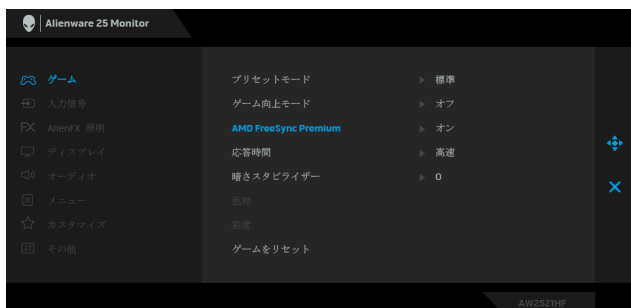 Alienware 25 Monitor
ゲーム
入力信号
AlienFX 照明
ディスプレイ
オーディオ
メニュー
カスタマイズ
その他
プリセットモード 標準
ゲーム向上モード オフ
AMD FreeSync Premium オン
応答時間 高速
暗さスタビライザー 0
色相
彩度
ゲームをリセット
AW2521HF